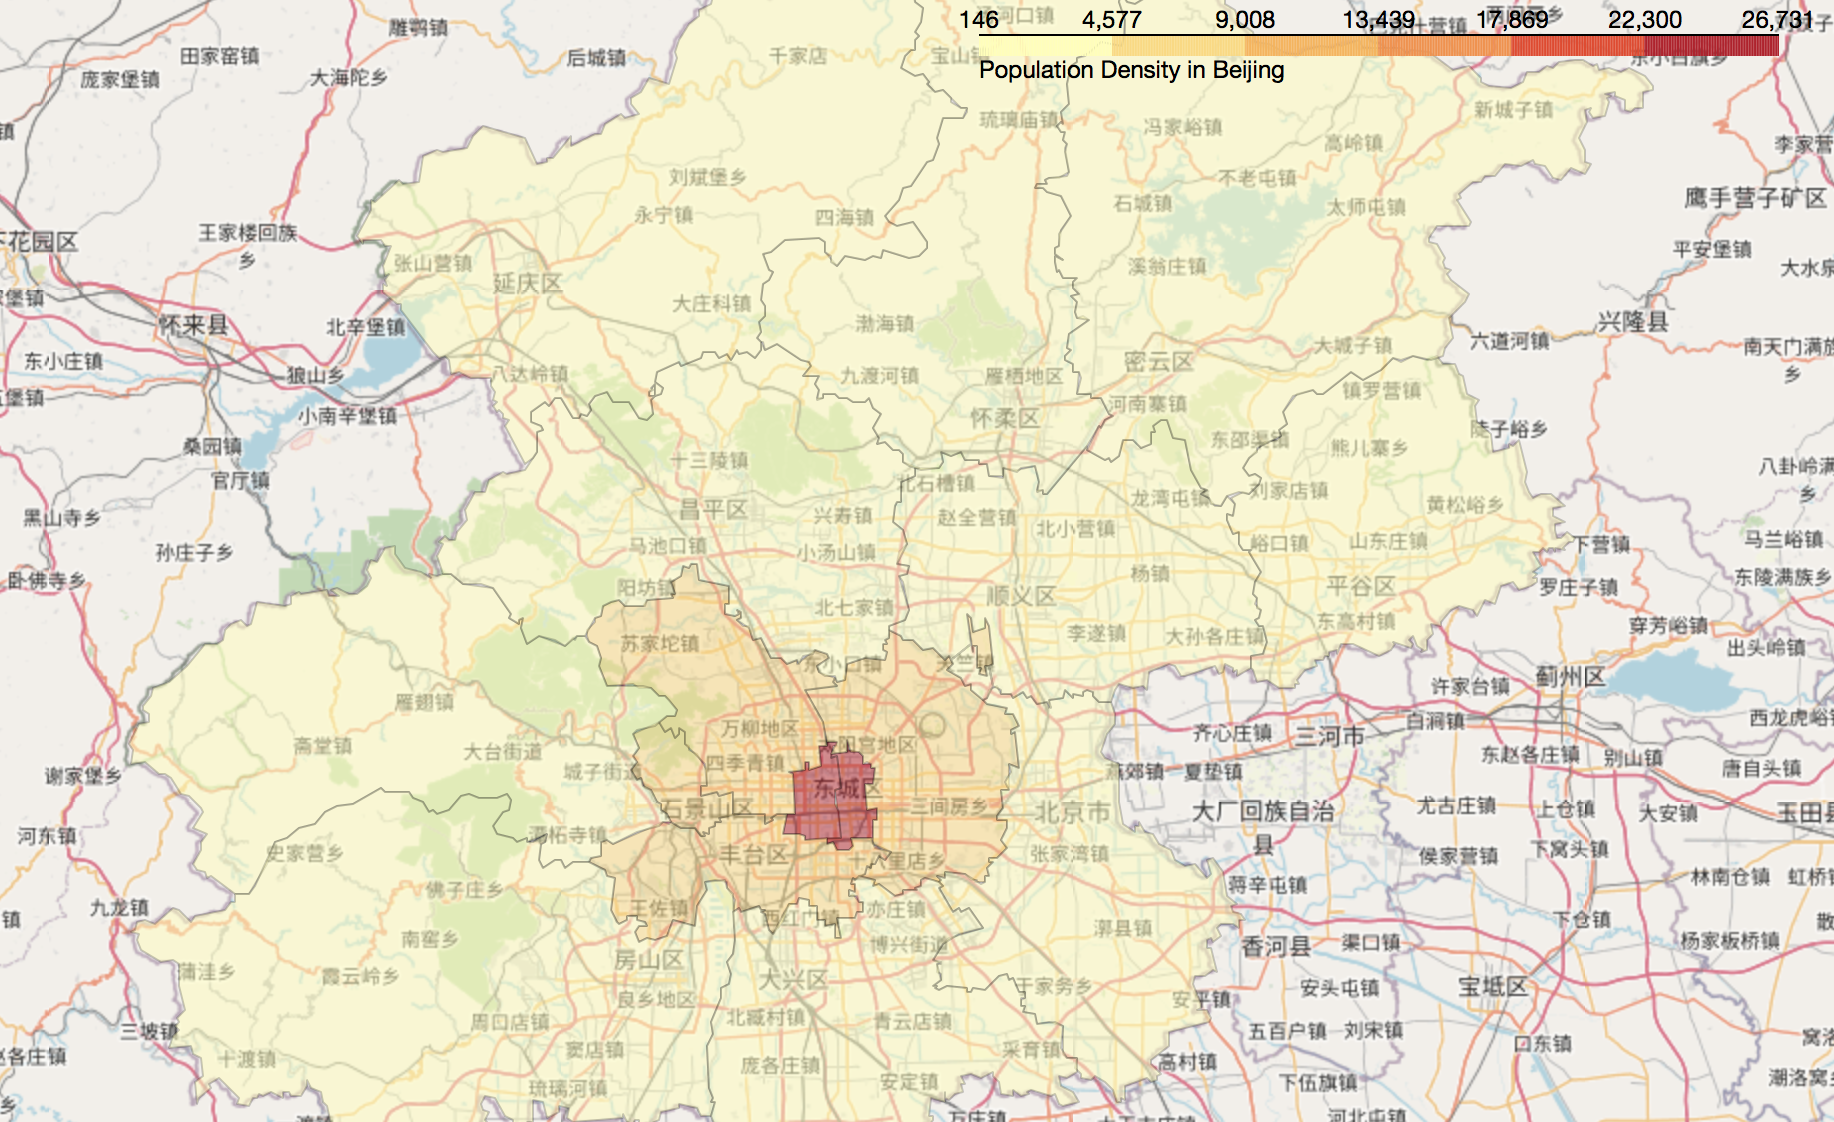 146 4,577 9,008 13,439 17,869 22,300 26,731
Population Density in Beijing
雕鹗镇
田家窑镇
后城镇
千家店
庞家堡镇
大海陀乡
新城子镇
琉璃庙镇
冯家峪镇
高岭镇
李家营
刘斌堡乡
不老屯镇
鹰手营子矿区
永宁镇
四海镇
石城镇
太师屯镇
王家楼回族乡
花园区
平安堡镇
张山营镇
溪翁庄镇
大水泉
延庆区
大庄科镇
怀来县
北辛堡镇
渤海镇
兴隆县
六道河镇
大城子镇
南天门满族乡
东小庄镇
密云区
狼山乡
八达岭镇
九渡河镇
雁栖地区
镇罗营镇
小南辛堡镇
怀柔区
河南寨镇
陡子峪乡
桑园镇
东邵渠镇
熊儿寨乡
官厅镇
十三陵镇
北石槽镇
八卦岭满
乡
龙湾屯镇
刘家店镇
黄松峪乡
黑山寺乡
昌平区
兴寿镇
赵全营镇
北小营镇
孙庄子乡
马池口镇
小汤山镇
峪口镇
山东庄镇
下营镇
马兰峪镇
卧佛寺乡
阳坊镇
杨镇
平谷区
罗庄子镇
东陵满族乡
北七家镇
顺义区
东高村镇
苏家坨镇
李遂镇
大孙各庄镇
穿芳峪镇
出头岭镇
东小口镇
天竺镇
许家台镇
蓟州区
雁翅镇
白涧镇
西龙虎峪镇
斋堂镇
大台街道
万柳地区
齐心庄镇
三河市
东赵各庄镇
别山镇
谢家堡乡
城子街道
四季青镇
东城区
燕郊镇
夏垫镇
唐自头镇
石景山区
三间房乡
北京市
大厂回族自治县
尤古庄镇
上仓镇
大安镇
玉田县
河东镇
史家营乡
潭柘寺镇
丰台区
十八里店乡
张家湾镇
侯家营镇
下窝头镇
佛子庄乡
蒋辛屯镇
林南仓镇
虹桥镇
九龙镇
王佐镇
西红门镇
亦庄镇
漷县镇
下仓镇
南窖乡
博兴街道
香河县
渠口镇
杨家板桥镇
蒲洼乡
霞云岭乡
房山区
大兴区
于家务乡
安平镇
安头屯镇
宝坻区
良乡地区
三坡镇
周口店镇
北臧村镇
青云店镇
五百户镇
刘宋镇
十渡镇
窦店镇
庞各庄镇
采育镇
高村镇
口东镇
琉璃河镇
安定镇
下伍旗镇
潮洛窝乡
万庄镇
河北屯镇